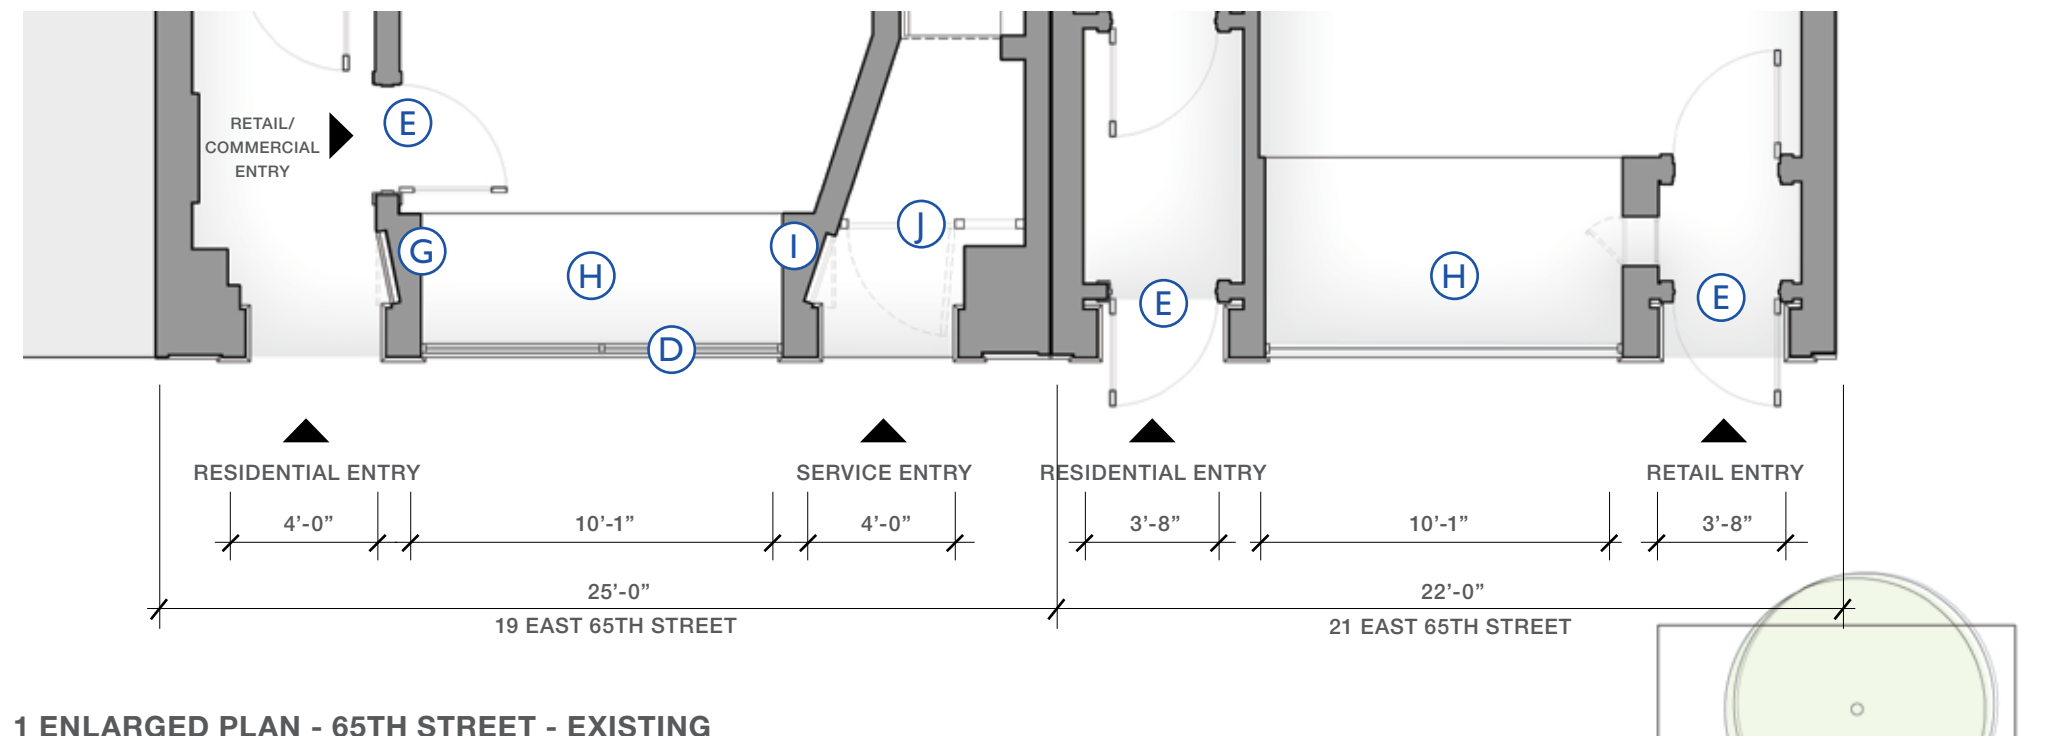 E
RETAIL/
COMMERCIAL
ENTRY
G
I
J
H
H
E
E
D
RESIDENTIAL ENTRY
SERVICE ENTRY
RESIDENTIAL ENTRY
RETAIL ENTRY
4’-0”
10’-1”
4’-0”
3’-8”
10’-1”
3’-8”
25’-0”
22’-0”
19 EAST 65TH STREET
21 EAST 65TH STREET
1 ENLARGED PLAN - 65TH STREET - EXISTING